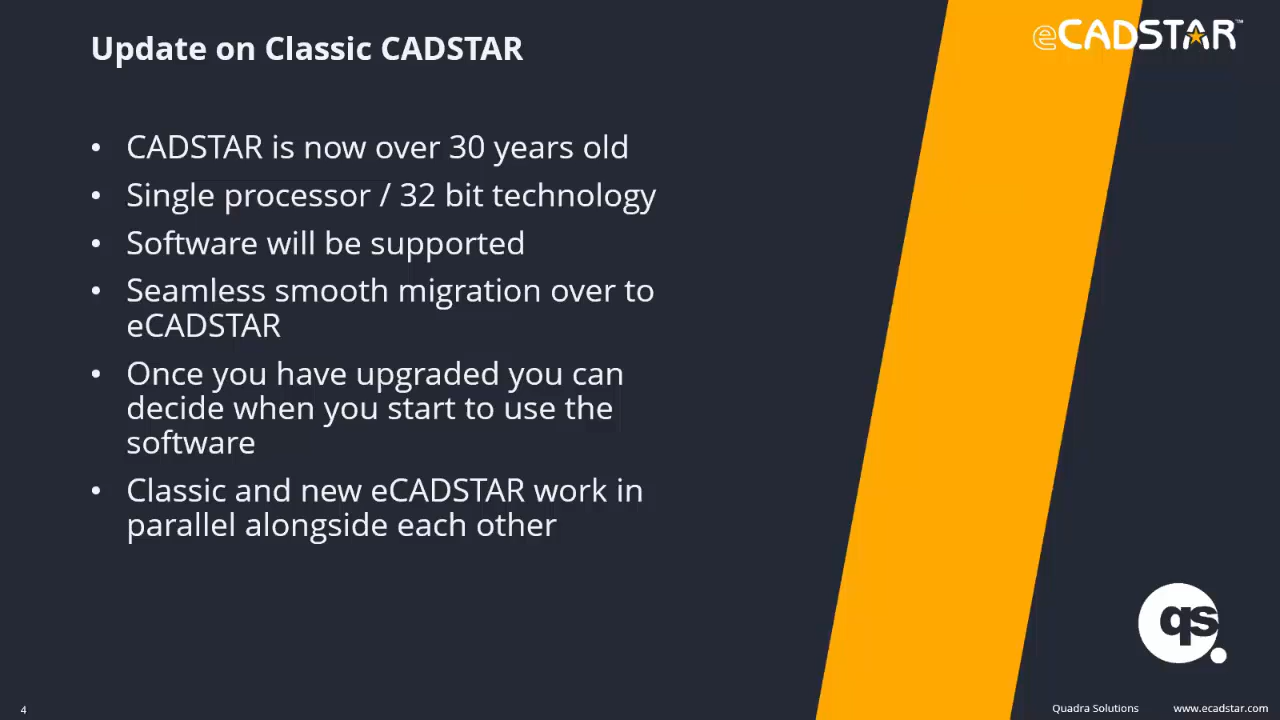 Update on Classic CADSTAR
eCADSTAR™
• CADSTAR is now over 30 years old
• Single processor / 32 bit technology
• Software will be supported
• Seamless smooth migration over to
eCADSTAR
• Once you have upgraded you can
decide when you start to use the
software
• Classic and new eCADSTAR work in
parallel alongside each other
qs
4
Quadra Solutions
www.ecadstar.com